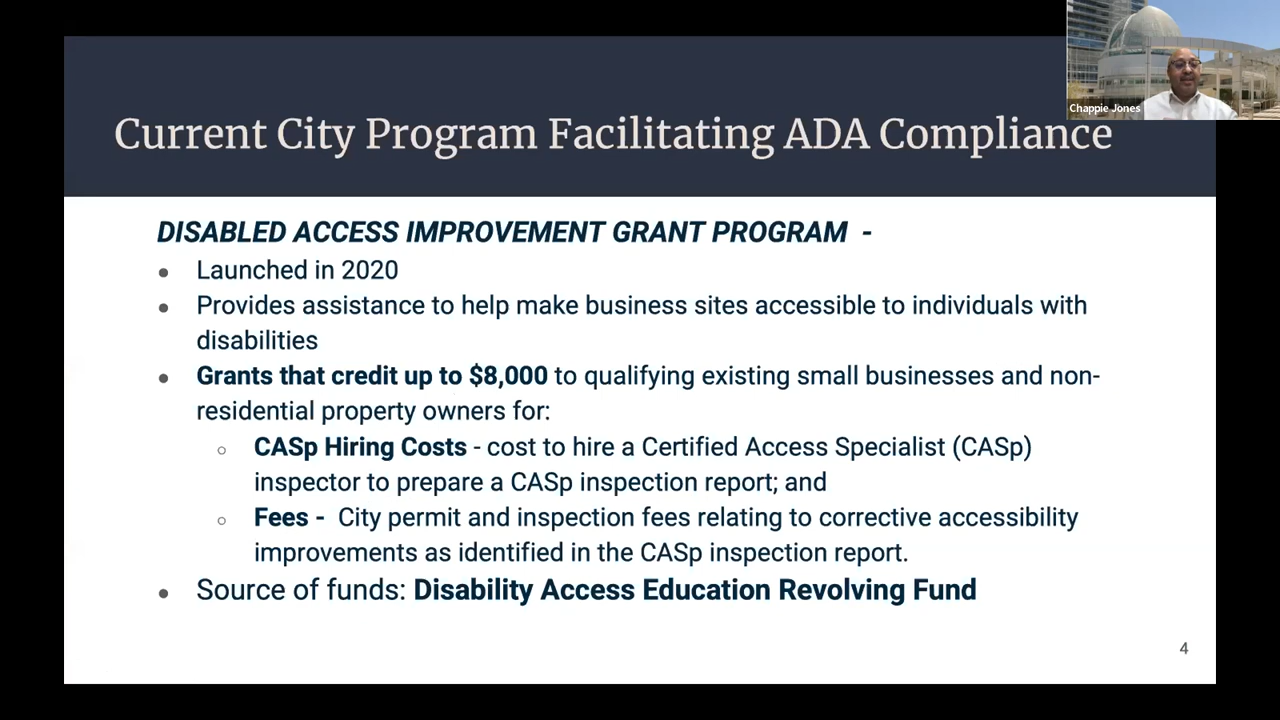 Chappie Jones
Current City Program Facilitating ADA Compliance
DISABLED ACCESS IMPROVEMENT GRANT PROGRAM -
● Launched in 2020
● Provides assistance to help make business sites accessible to individuals with
disabilities
● Grants that credit up to $8,000 to qualifying existing small businesses and non-
residential property owners for:
○ CASp Hiring Costs - cost to hire a Certified Access Specialist (CASp)
inspector to prepare a CASp inspection report; and
○ Fees - City permit and inspection fees relating to corrective accessibility
improvements as identified in the CASp inspection report.
● Source of funds: Disability Access Education Revolving Fund
4